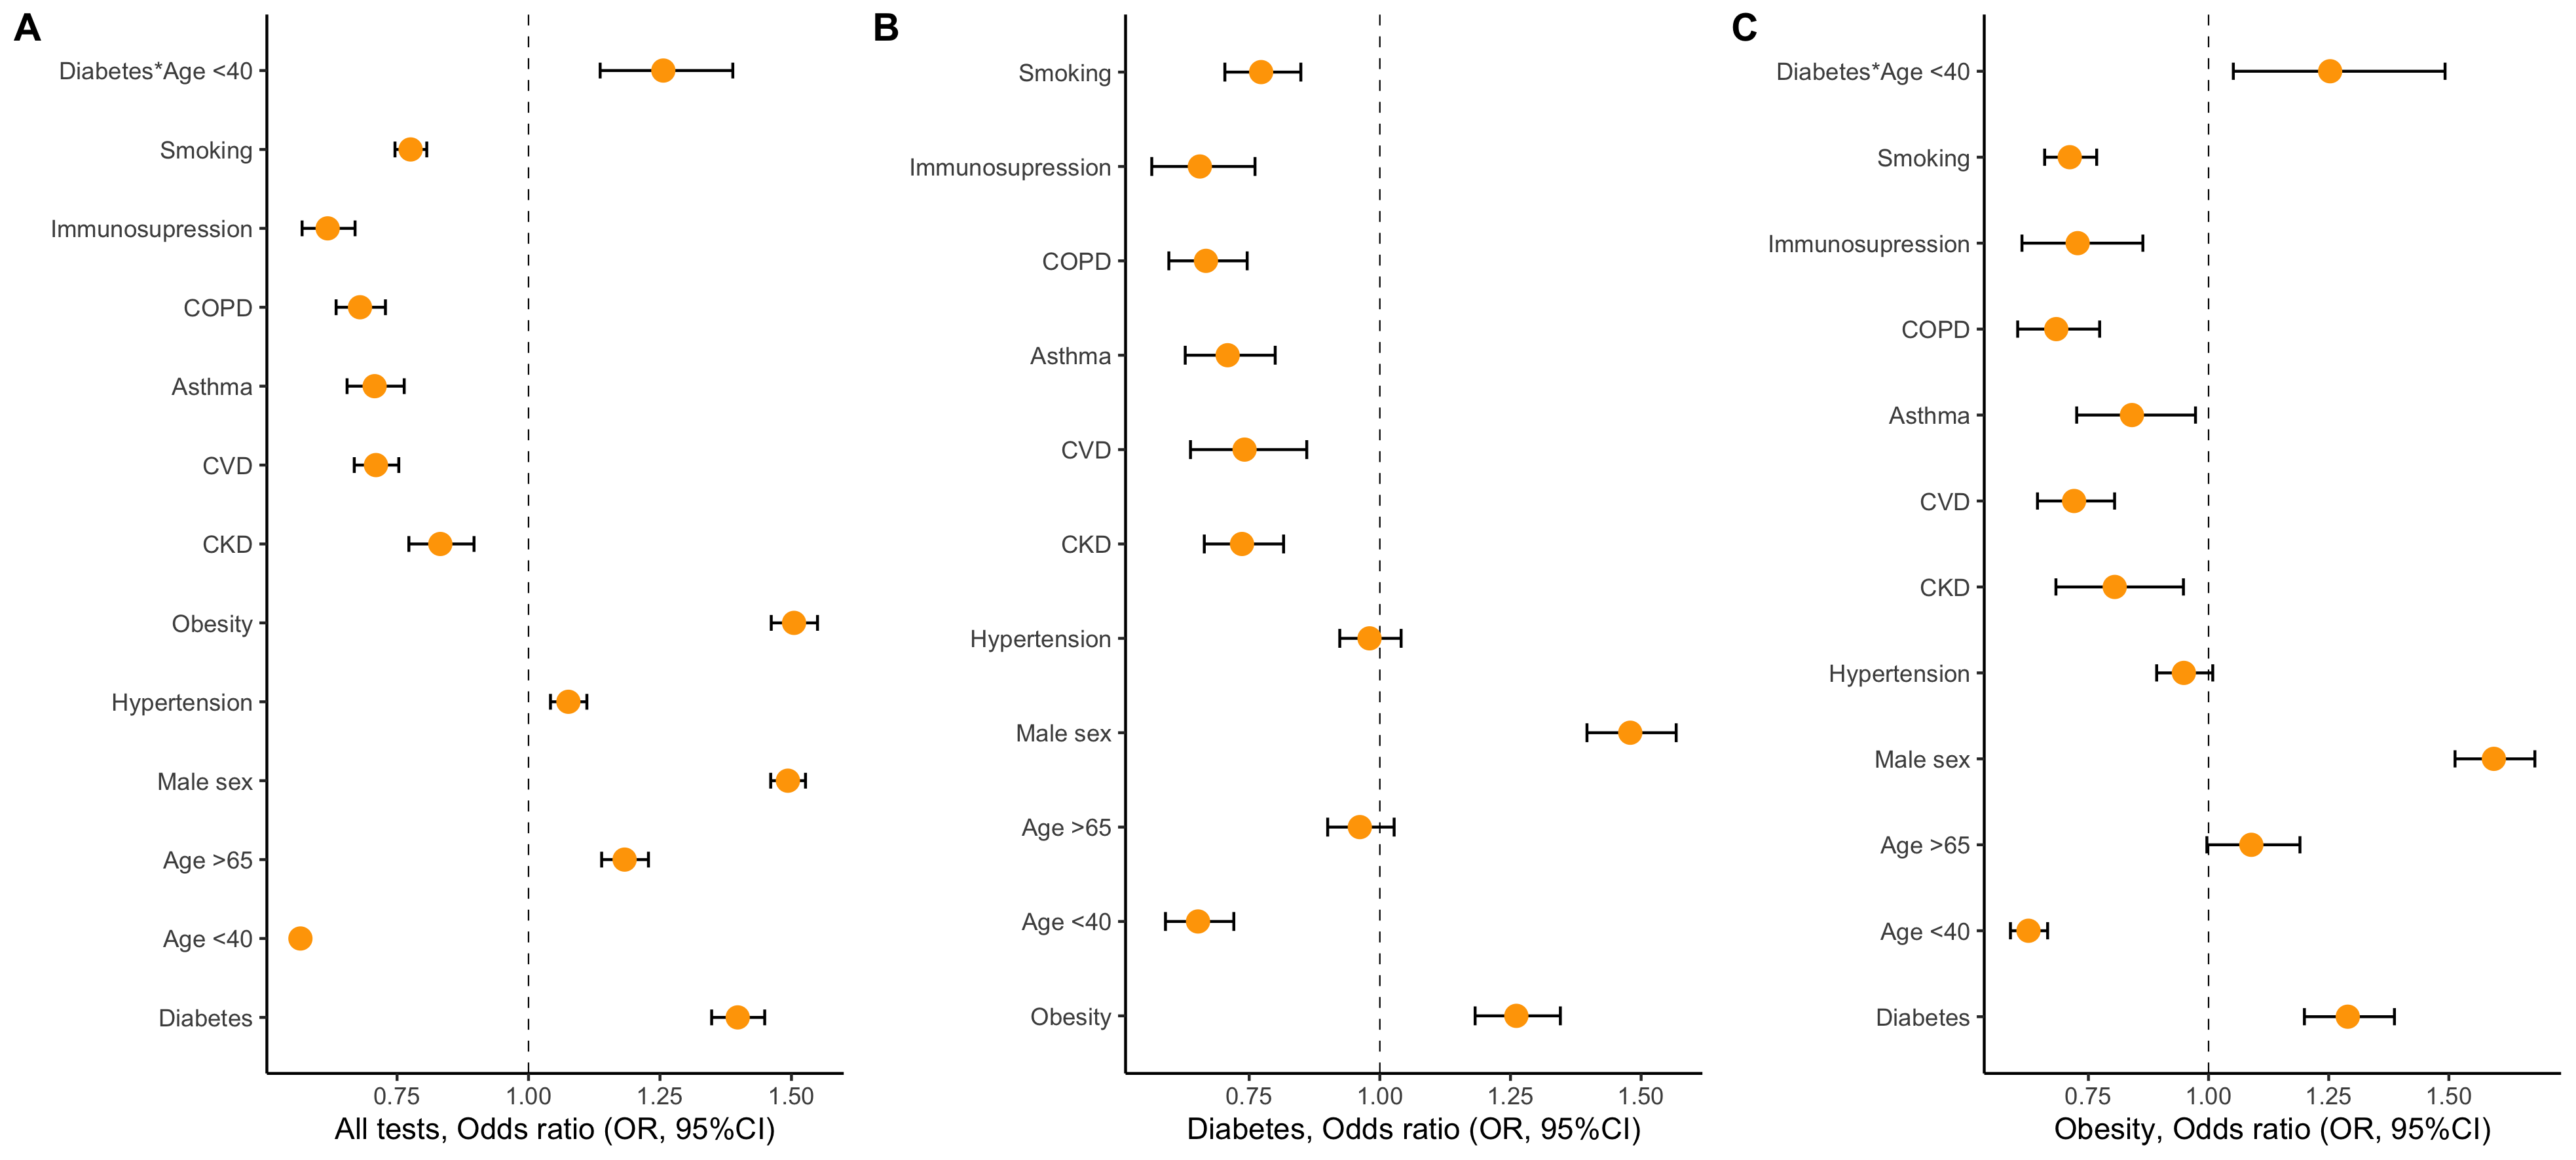 A
Diabetes*Age <40
Smoking
Immunosupression
COPD
Asthma
CVD
CKD
Obesity
Hypertension
Male sex
Age >65
Age <40
Diabetes
0.75 1.00 1.25 1.50
All tests, Odds ratio (OR, 95%CI)
B
Smoking
Immunosupression
COPD
Asthma
CVD
CKD
Hypertension
Male sex
Age >65
Age <40
Obesity
0.75 1.00 1.25 1.50
Diabetes, Odds ratio (OR, 95%CI)
C
Diabetes*Age <40
Smoking
Immunosupression
COPD
Asthma
CVD
CKD
Hypertension
Male sex
Age >65
Age <40
Diabetes
0.75 1.00 1.25 1.50
Obesity, Odds ratio (OR, 95%CI)